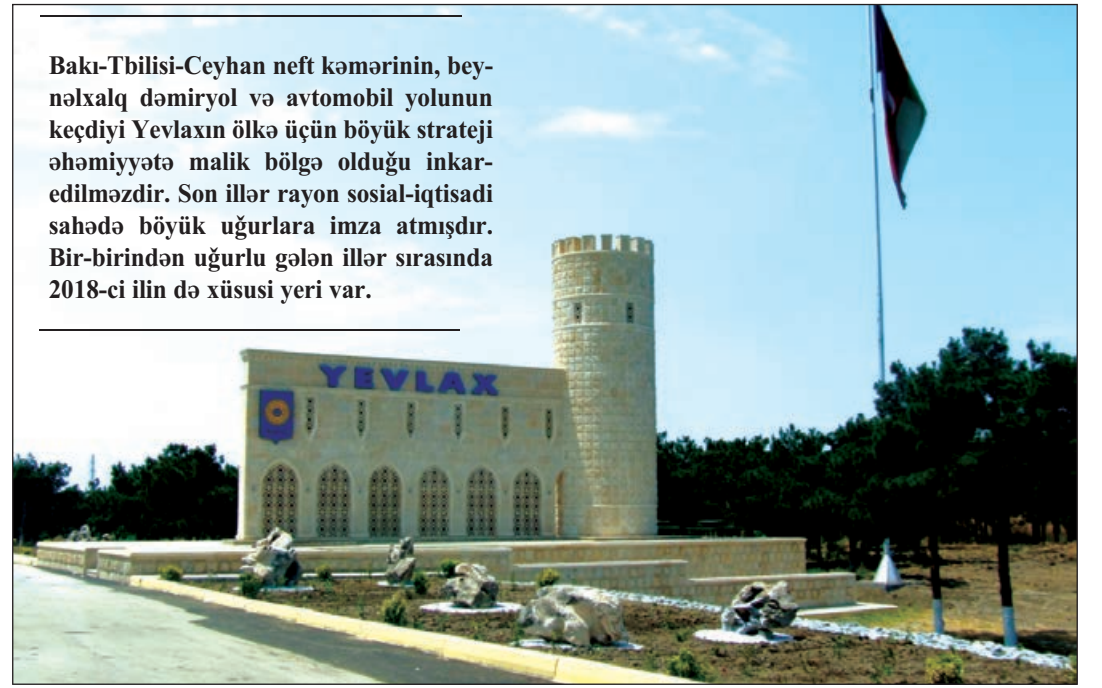 Bakı-Tbilisi-Ceyhan neft kəmərinin, bey-
nəlxalq dəmiryol və avtomobil yolunun
keçdiyi Yevlaxın ölkə üçün böyük strateji
əhəmiyyətə malik bölgə olduğu inkar-
edilməzdir. Son illər rayon sosial-iqtisadi
sahədə böyük uğurlara imza atmışdır.
Bir-birindən uğurlu gələn illər sırasında
2018-ci ilin də xüsusi yeri var.
YEVLAX